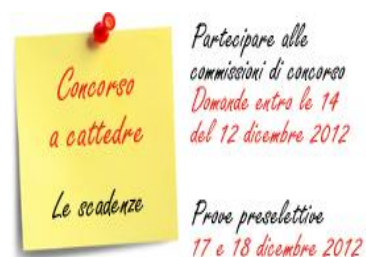 Concorso
a cattedre
Le scadenze
Partecipare alle
commissioni di concorso
Domande entro le 14
del 12 dicembre 2012
Prove preselettive
17 e 18 dicembre 2012